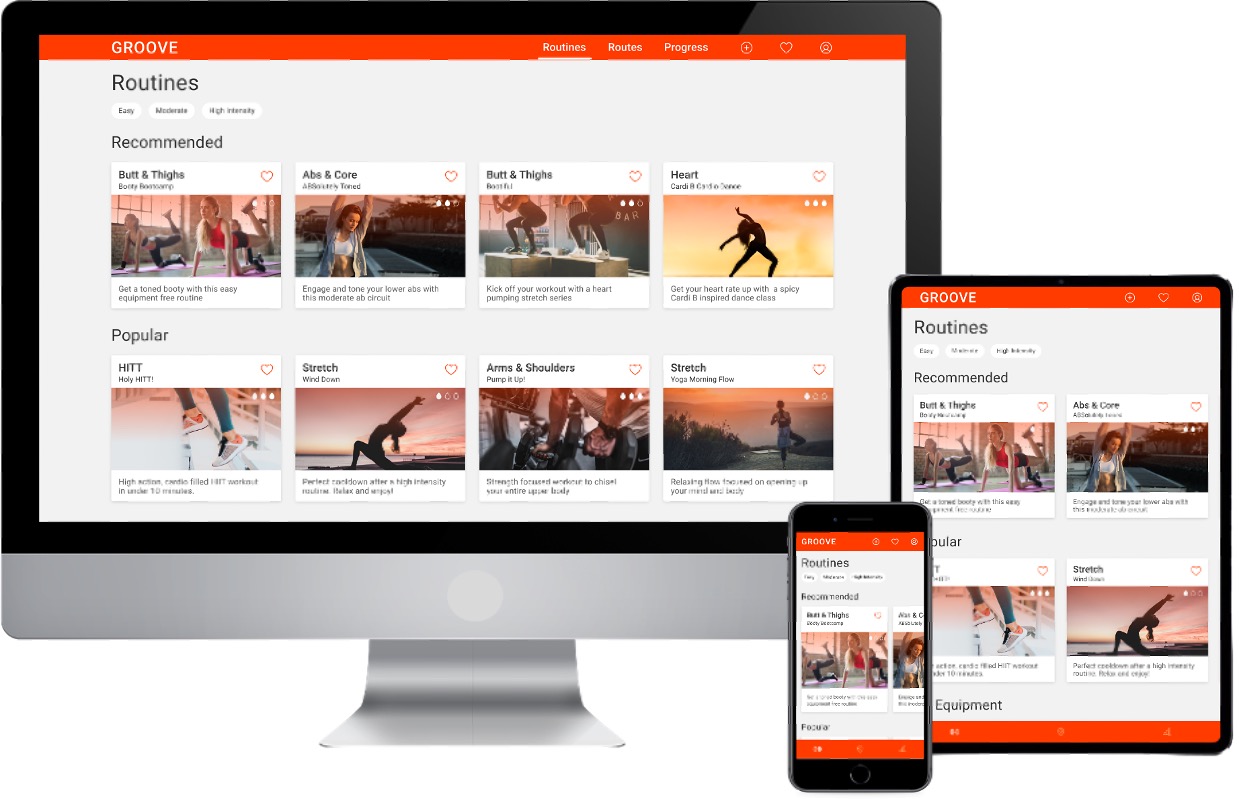 GROOVE
Routines Routes Progress
Routines
Easy Moderate High Intensity
Recommended
Butt & Thighs
Booty Bootcamp
Get a toned booty with this easy
equipment free routine
Abs & Core
ABSolutely Toned
Engage and tone your lower abs with
this moderate ab circuit
Butt & Thighs
Bootiful
BAR
Kick off your workout with a heart
pumping stretch series
Heart
Cardi B Cardio Dance
Get your heart rate up with a spicy
Cardi B inspired dance class
Popular
HITT
Holy HITT!
High action, cardio filled HIIT workout
in under 10 minutes.
Stretch
Wind Down
Perfect cooldown after a high intensity
routine. Relax and enjoy!
Arms & Shoulders
Pump it Up!
Strength focused workout to chisel
your entire upper body
Stretch
Yoga Morning Flow
Relaxing flow focused on opening up
your mind and body
GROOVE
Routines
Easy Moderate High Intensity
Recommended
Butt & Thighs
Booty Bootcamp
Get a toned booty with this easy
equipment free routine
Abs & Core
ABSolutely Toned
Engage and tone your lower abs with
this moderate ab circuit
pular
T
HITT!
action, cardio filled HIIT workout
under 10 minutes.
Stretch
Wind Down
Perfect cooldown after a high intensity
routine. Relax and enjoy!
Equipment
GROOVE
Routines
Easy Moderate High Intensity
Recommended
Butt & Thighs
Booty Bootcamp
Get a toned booty with this easy
equipment free routine
Abs & C
ABSolutely
Engage and
this modera
Popular